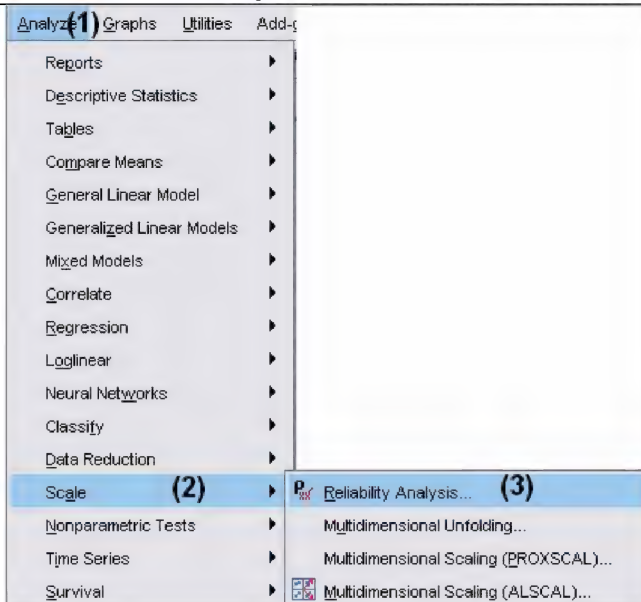 Analyze (1) Graphs Utilities Add-
Reports
Descriptive Statistics
Tables
Compare Means
General Linear Model
Generalized Linear Models
Mixed Models
Correlate
Regression
Loglinear
Neural Networks
Classify
Data Reduction
Scale (2)
Reliability Analysis... (3)
Nonparametric Tests
Multidimensional Unfolding...
Time Series
Multidimensional Scaling (PROXSCAL)...
Survival
Multidimensional Scaling (ALSCAL)...